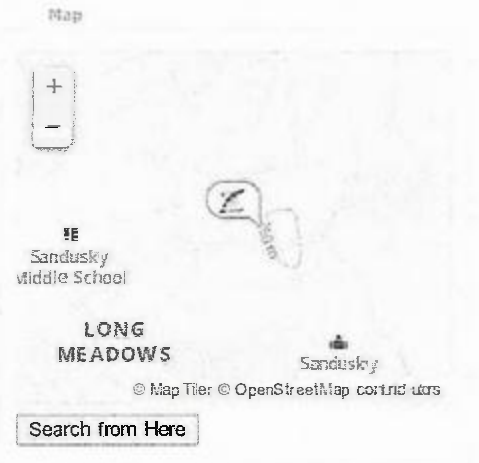 Map
+
−
Sandusky
Middle School
LONG
MEADOWS
Sandusky
© MapTiler © OpenStreetMap contributors
Search from Here